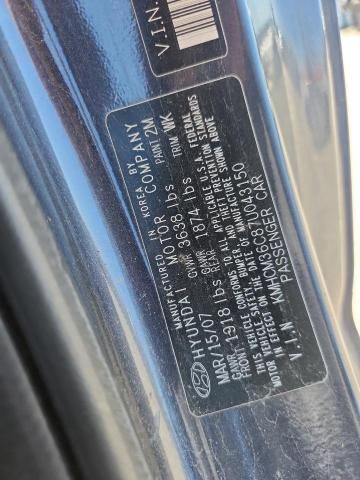 V.I.N
MANUFACTURED IN KOREA BY
HYUNDAI MOTOR COMPANY
MAR/15/07 GVWR 3638 lbs PAINT 2M
GAWR FRONT: 1918 lbs GAWR REAR: 1874 lbs TRIM WK
THIS VEHICLE CONFORMS TO ALL APPLICABLE U.S.A. FEDERAL
MOTOR VEHICLE SAFETY, BUMPER AND THEFT PREVENTION STANDARDS
IN EFFECT ON THE DATE OF MANUFACTURE SHOWN ABOVE
V.I.N KMHCM36C87U043150
PASSENGER CAR